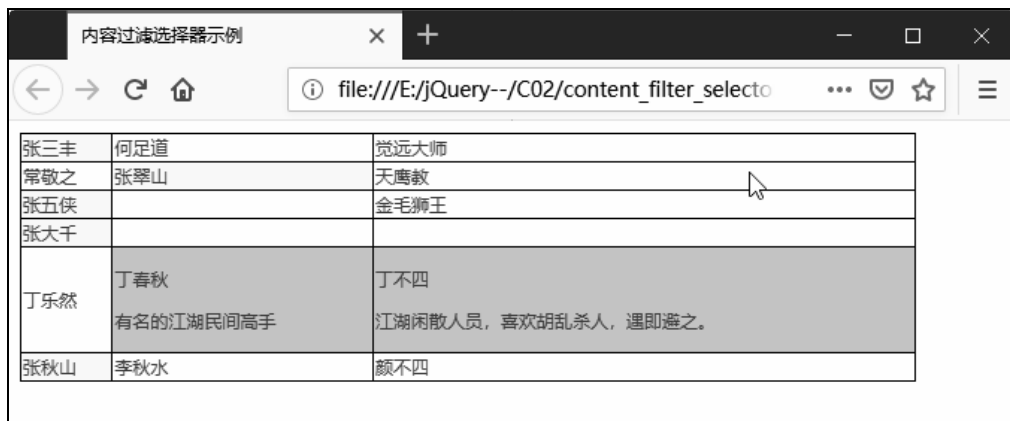 内容过滤选择器示例
file:///E:/jQuery--/C02/content_filter_selecto
张三丰 何足道 觉远大师
常敬之 张翠山 天鹰教
张五侠 金毛狮王
张大千
丁乐然 丁春秋 丁不四
有名的江湖民间高手 江湖闲散人员，喜欢胡乱杀人，遇即避之。
张秋山 李秋水 颜不四